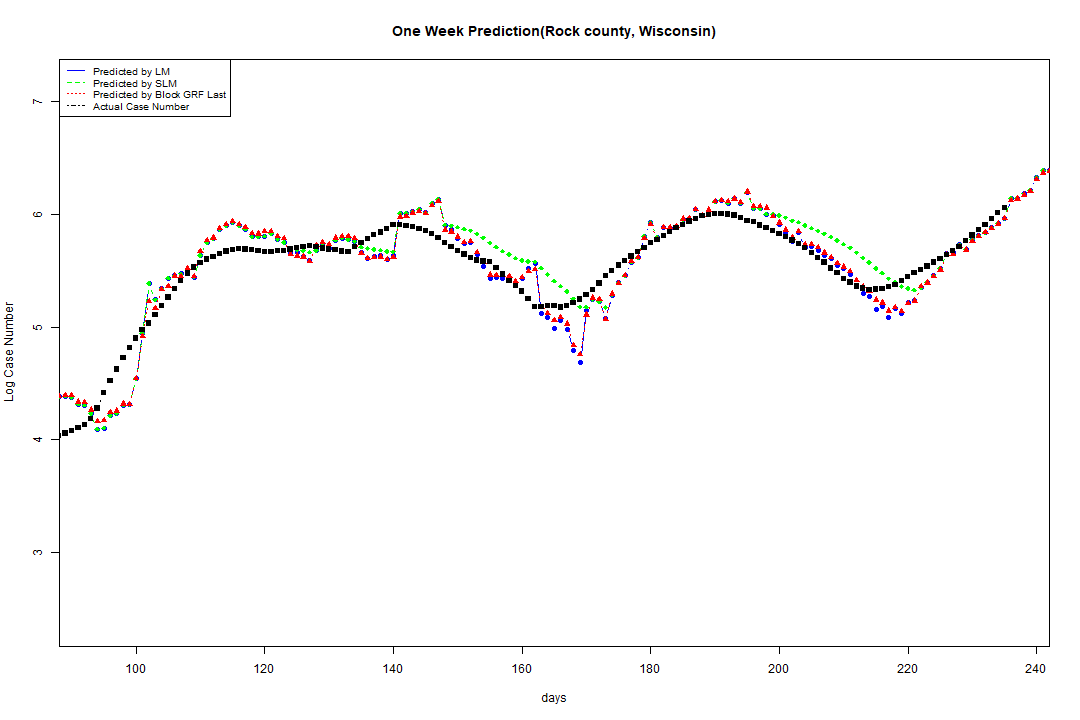 One Week Prediction(Rock county, Wisconsin)
Predicted by LM
Predicted by SLM
Predicted by Block GRF Last
Actual Case Number
7
6
5
4
3
Log Case Number
100 120 140 160 180 200 220 240
days